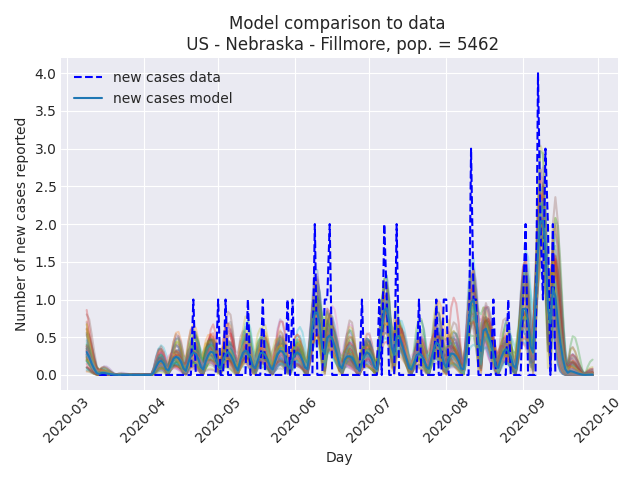 Model comparison to data
US - Nebraska - Fillmore, pop. = 5462
new cases data
new cases model
Number of new cases reported
4.0
3.5
3.0
2.5
2.0
1.5
1.0
0.5
0.0
2020-03
2020-04
2020-05
2020-06
2020-07
2020-08
2020-09
2020-10
Day